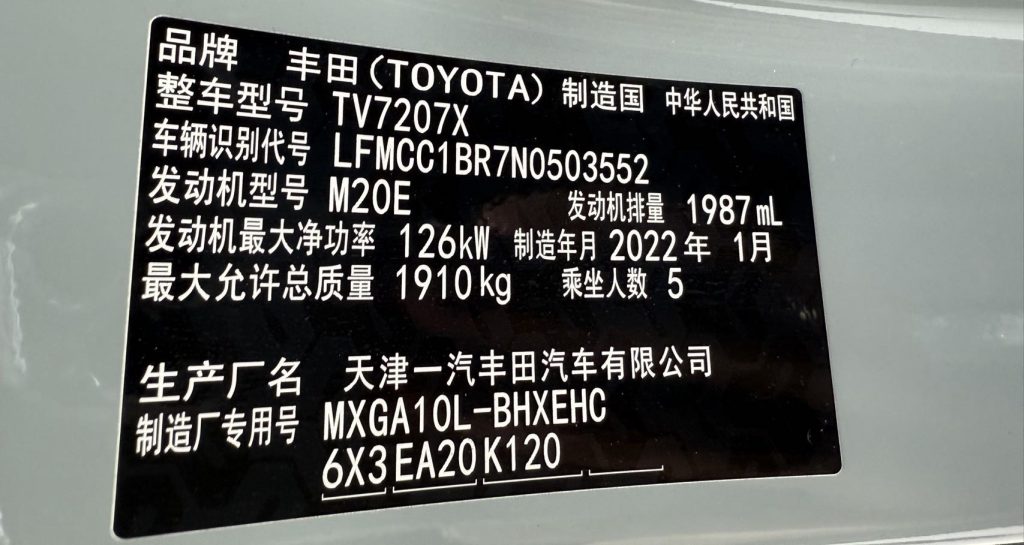 品牌 丰田(TOYOTA) 制造国 中华人民共和国
整车型号 TV7207X
车辆识别代号 LFMCC1BR7N0503552
发动机型号 M20E 发动机排量 1987mL
发动机最大净功率 126kW 制造年月 2022年 1月
最大允许总质量 1910kg 乘坐人数 5
生产厂名 天津一汽丰田汽车有限公司
制造厂专用号 MXGA10L-BHXEHC
6X3 EA20 K120